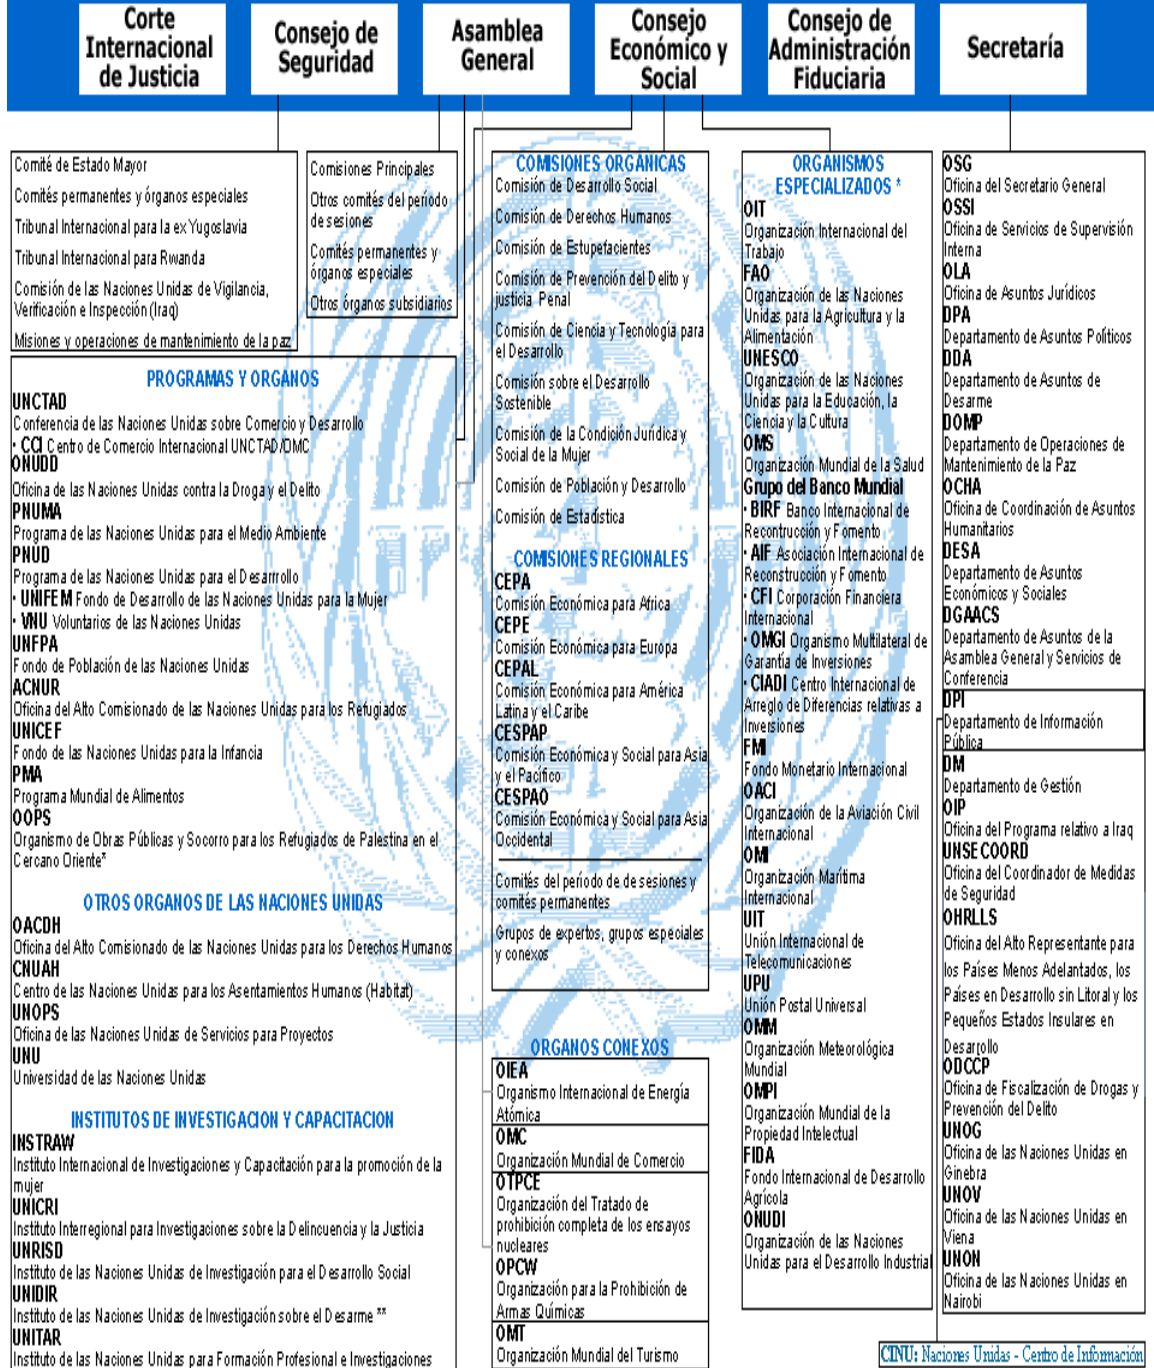 Corte
Internacional
de Justicia
Consejo de
Seguridad
Asamblea
General
Consejo
Económico y
Social
Consejo de
Administración
Fiduciaria
Secretaría
Comité de Estado Mayor
Comités permanentes y órganos especiales
Tribunal Internacional para la ex Yugoslavia
Tribunal Internacional para Rwanda
Comisión de las Naciones Unidas de Vigilancia,
Verificación e Inspección (Iraq)
Misiones y operaciones de mantenimiento de la paz
Comisiones Principales
Otros comités del período
de sesiones
Comités permanentes y
órganos especiales
Otros órganos subsidiarios
PROGRAMAS Y ORGANOS
UNCTAD
Conferencia de las Naciones Unidas sobre Comercio y Desarrollo
· CCI Centro de Comercio Internacional UNCTAD/OMC
ONUDD
Oficina de las Naciones Unidas contra la Droga y el Delito
PNUMA
Programa de las Naciones Unidas para el Medio Ambiente
PNUD
Programa de las Naciones Unidas para el Desarrrollo
· UNIFEM Fondo de Desarrollo de las Naciones Unidas para la Mujer
· VNU Voluntarios de las Naciones Unidas
UNFPA
Fondo de Población de las Naciones Unidas
ACNUR
Oficina del Alto Comisionado de las Naciones Unidas para los Refugiados
UNICEF
Fondo de las Naciones Unidas para la Infancia
PMA
Programa Mundial de Alimentos
OOPS
Organismo de Obras Públicas y Socorro para los Refugiados de Palestina en el
Cercano Oriente*
OTROS ORGANOS DE LAS NACIONES UNIDAS
OACDH
Oficina del Alto Comisionado de las Naciones Unidas para los Derechos Humanos
CNUAH
Centro de las Naciones Unidas para los Asentamientos Humanos (Habitat)
UNOPS
Oficina de las Naciones Unidas de Servicios para Proyectos
UNU
Universidad de las Naciones Unidas
INSTITUTOS DE INVESTIGACION Y CAPACITACION
INSTRAW
Instituto Internacional de Investigaciones y Capacitación para la promoción de la
mujer
UNICRI
Instituto Interregional para Investigaciones sobre la Delincuencia y la Justicia
UNRISD
Instituto de las Naciones Unidas de Investigación para el Desarrollo Social
UNIDIR
Instituto de las Naciones Unidas de Investigación sobre el Desarme **
UNITAR
Instituto de las Naciones Unidas para Formación Profesional e Investigaciones
COMISIONES ORGÁNICAS
Comisión de Desarrollo Social
Comisión de Derechos Humanos
Comisión de Estupefacientes
Comisión de Prevención del Delito y
justicia Penal
Comisión de Ciencia y Tecnología para
el Desarrollo
Comisión sobre el Desarrollo
Sostenible
Comisión de la Condición Jurídica y
Social de la Mujer
Comisión de Población y Desarrollo
Comisión de Estadística
COMISIONES REGIONALES
CEPA
Comisión Económica para Africa
CEPE
Comisión Económica para Europa
CEPAL
Comisión Económica para América
Latina y el Caribe
CESPAP
Comisión Económica y Social para Asia
y el Pacífico
CESPAO
Comisión Económica y Social para Asia
Occidental
Comités del período de de sesiones y
comités permanentes
Grupos de expertos, grupos especiales
y conexos
ORGANOS CONEXOS
OIEA
Organismo Internacional de Energía
Atómica
OMC
Organización Mundial de Comercio
OTPCE
Organización del Tratado de
prohibición completa de los ensayos
nucleares
OPCW
Organización para la Prohibición de
Armas Químicas
OMT
Organización Mundial del Turismo
ORGANISMOS
ESPECIALIZADOS *
OIT
Organización Internacional del
Trabajo
FAO
Organización de las Naciones
Unidas para la Agricultura y la
Alimentación
UNESCO
Organización de las Naciones
Unidas para la Educación, la
Ciencia y la Cultura
OMS
Organización Mundial de la Salud
Grupo del Banco Mundial
· BIRF Banco Internacional de
Recontrucción y Fomento
· AIF Asociación Internacional de
Reconstrucción y Fomento
· CFI Corporación Financiera
Internacional
· OMGI Organismo Multilateral de
Garantía de Inversiones
· CIADI Centro Internacional de
Arreglo de Diferencias relativas a
Inversiones
FMI
Fondo Monetario Internacional
OACI
Organización de la Aviación Civil
Internacional
OMI
Organización Marítima
Internacional
UIT
Unión Internacional de
Telecomunicaciones
UPU
Unión Postal Universal
OMM
Organización Meteorológica
Mundial
OMPI
Organización Mundial de la
Propiedad Intelectual
FIDA
Fondo Internacional de Desarrollo
Agrícola
ONUDI
Organización de las Naciones
Unidas para el Desarrollo Industrial
OSG
Oficina del Secretario General
OSSI
Oficina de Servicios de Supervisión
Interna
OLA
Oficina de Asuntos Jurídicos
DPA
Departamento de Asuntos Políticos
DDA
Departamento de Asuntos de
Desarme
DOMP
Departamento de Operaciones de
Mantenimiento de la Paz
OCHA
Oficina de Coordinación de Asuntos
Humanitarios
DESA
Departamento de Asuntos
Económicos y Sociales
DGAACS
Departamento de Asuntos de la
Asamblea General y Servicios de
Conferencia
DPI
Departamento de Información
Pública
DM
Departamento de Gestión
OIP
Oficina del Programa relativo a Iraq
UNSECOORD
Oficina del Coordinador de Medidas
de Seguridad
OHRLLS
Oficina del Alto Representante para
los Países Menos Adelantados, los
Países en Desarrollo sin Litoral y los
Pequeños Estados Insulares en
Desarrollo
ODCCP
Oficina de Fiscalización de Drogas y
Prevención del Delito
UNOG
Oficina de las Naciones Unidas en
Ginebra
UNOV
Oficina de las Naciones Unidas en
Viena
UNON
Oficina de las Naciones Unidas en
Nairobi
CINU: Naciones Unidas - Centro de Información